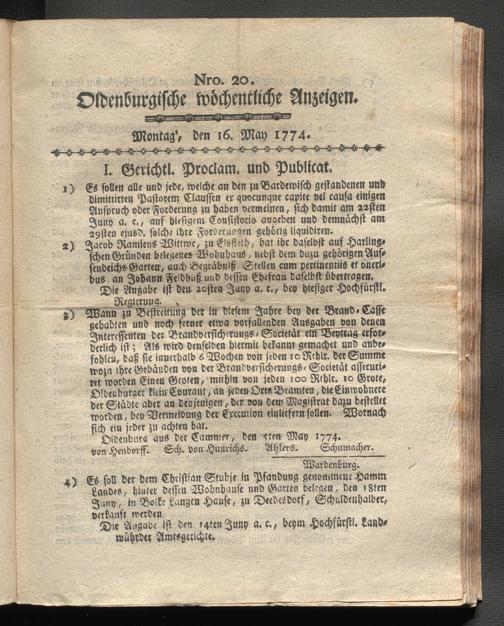 Nro. 20.
Oldenburgische wöchentliche Anzeigen.
Montags, den 16. May 1774.
I. Gerichtl. Proclam. und Publicat.
1) Es sollen alle und jede, welche an den zu Bardewisch gestandenen und
dimittirten Pastorem Claussen ex quocunque capite vel causa einigen
Anspruch oder Forderung zu haben vermeinen, sich damit am 22sten
Juny a. c., auf hiesigem Consistorio angeben und demnächst am
29sten ejusd. solche ihre Forderungen gehörig liquidiren.
2) Jacob Ramiens Wittwe, zu Elsfleth, hat ihr daselbst auf Harling-
schen Gründen belegenes Wohnhaus, nebst dem dazu gehörigen Auf-
sendeichs Garten, auch Begräbniß Stellen cum pertinentiis et oneri-
bus an Johann Feldhuß und dessen Ehefrau daselbst übertragen.
Die Angabe ist den 20sten Juny a. c., bey hiesiger Hochfürstl.
Regierung.
3) Wann zu Bestreitung der in diesem Jahre bey der Brand-Casse
gehabten und noch ferner etwa vorfallenden Ausgaben von denen
Interessenten der Brandversicherungs-Societät ein Beytrag erfor-
derlich ist; Als wird denselben hiermit bekannt gemacht und anbe-
fohlen, daß sie innerhalb 6 Wochen von jeden 10 Rthlr. der Summe
wozu ihre Gebäuden von der Brandversicherungs-Societät assecuri-
ret worden Einen Groten, mithin von jeden 100 Rthlr. 10 Grote,
Oldenburger klein Courant, an jeden Orts Beamten, die Einwohnere
der Städte aber an denjenigen, der von dem Magistrat dazu bestellet
worden, bey Vermeidung der Execution einliefern sollen. Wornach
sich ein jeder zu achten hat.
Oldenburg aus der Cammer, den 5ten May 1774.
von Hendorff. Sch. von Hinrichs. Ahlers. Schumacher.
Wardenburg.
4) Es soll der dem Christian Stubje in Pfandung genommene Hamm
Landes, hinter dessen Wohnhause und Garten belegen, den 18ten
Juny, in Bolke Langen Hause, zu Deedesdorf, Schuldenhalber,
verkauft werden.
Die Angabe ist den 14ten Juny a. c., beym Hochfürstl. Land-
wührder Amtsgerichte.